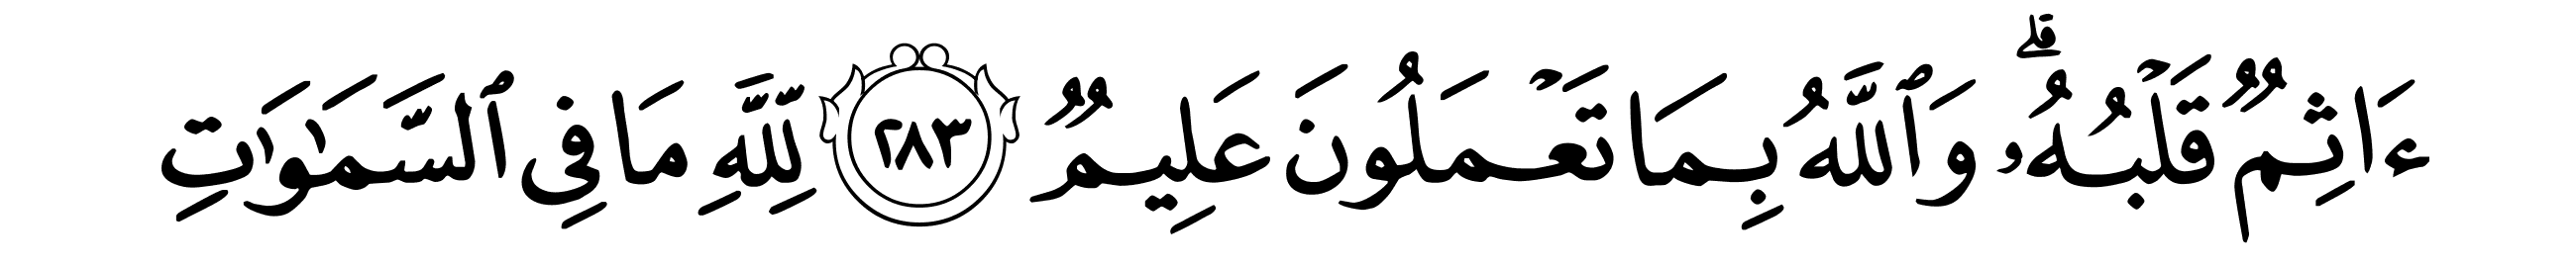 ءَاثِمٌ قَلْبُهُۥۗ وَٱللَّهُ بِمَا تَعْمَلُونَ عَلِيمٌ ٢٨٣ لِلَّهِ مَا فِي ٱلسَّمَٰوَٰتِ